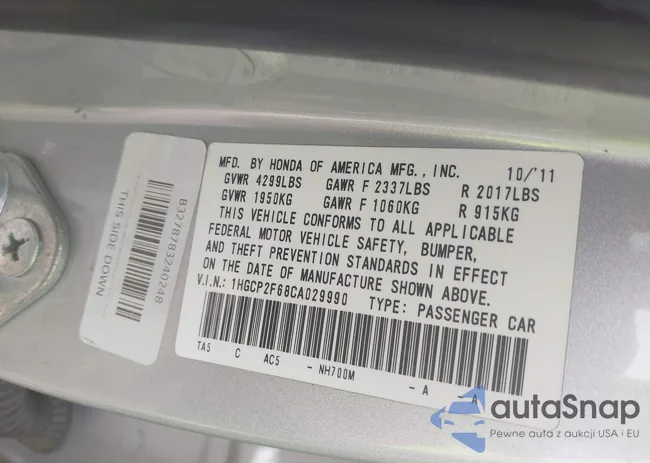 MFD. BY HONDA OF AMERICA MFG., INC. 10/'11
GVWR 4299LBS GAWR F 2337LBS R 2017LBS
GVWR 1950KG GAWR F 1060KG R 915KG
THIS VEHICLE CONFORMS TO ALL APPLICABLE
FEDERAL MOTOR VEHICLE SAFETY, BUMPER,
AND THEFT PREVENTION STANDARDS IN EFFECT
ON THE DATE OF MANUFACTURE SHOWN ABOVE.
V.I.N.: 1HGCP2F68CA029990 TYPE: PASSENGER CAR
TA5 C AC5 - NH700M - A A
8327B783240248
THIS SIDE DOWN
autaSnap
Pewne auta z aukcji USA i EU